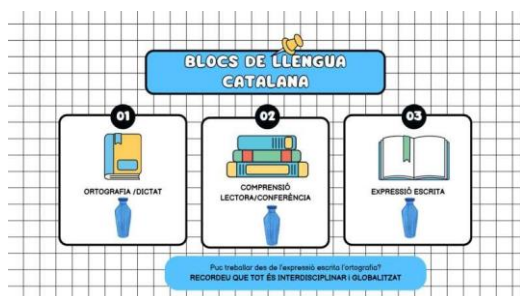 BLOCS DE LLENGUA
CATALANA
01
02
03
ORTOGRAFIA /DICTAT
COMPRENSIÓ
LECTORA/CONFERÈNCIA
EXPRESSIÓ ESCRITA
Puc treballar des de l'expressió escrita l'ortografia?
RECORDEU QUE TOT ÉS INTERDISCIPLINAR i GLOBALITZAT